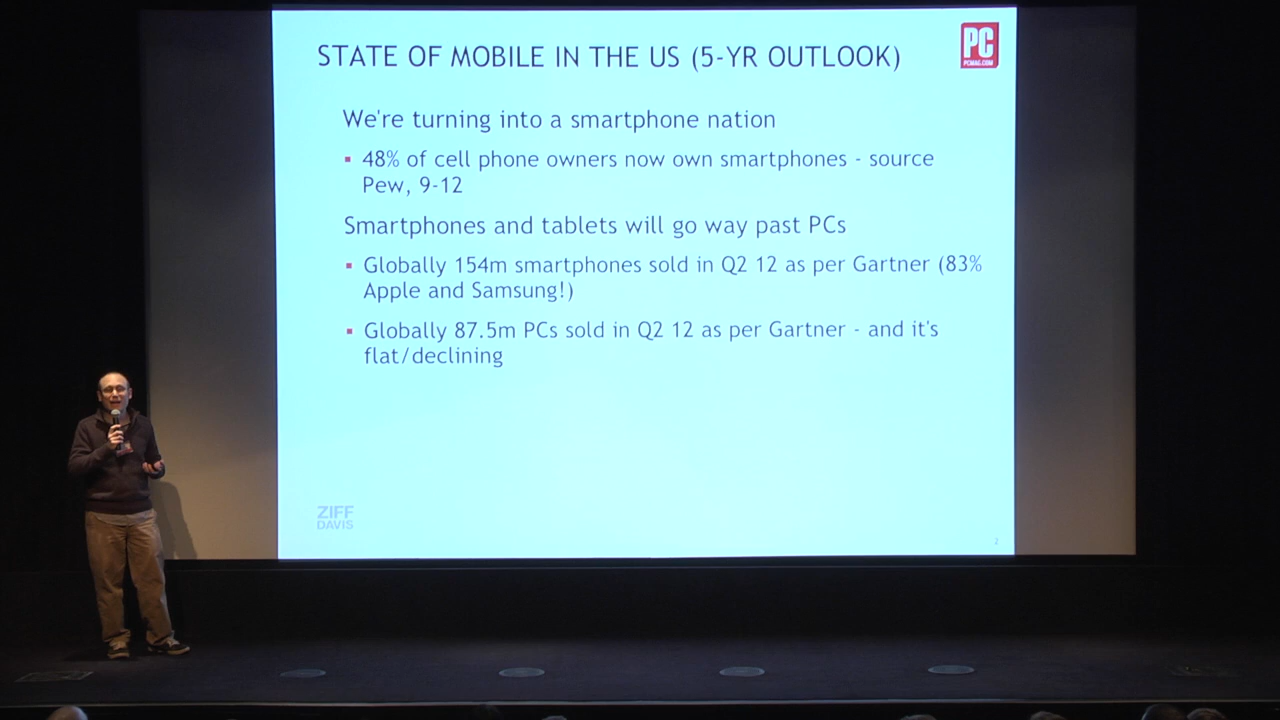 STATE OF MOBILE IN THE US (5-YR OUTLOOK)
PC
PCMAG.COM
We're turning into a smartphone nation
▪ 48% of cell phone owners now own smartphones - source
Pew, 9-12
Smartphones and tablets will go way past PCs
▪ Globally 154m smartphones sold in Q2 12 as per Gartner (83%
Apple and Samsung!)
▪ Globally 87.5m PCs sold in Q2 12 as per Gartner - and it's
flat/declining
ZIFF
DAVIS
2